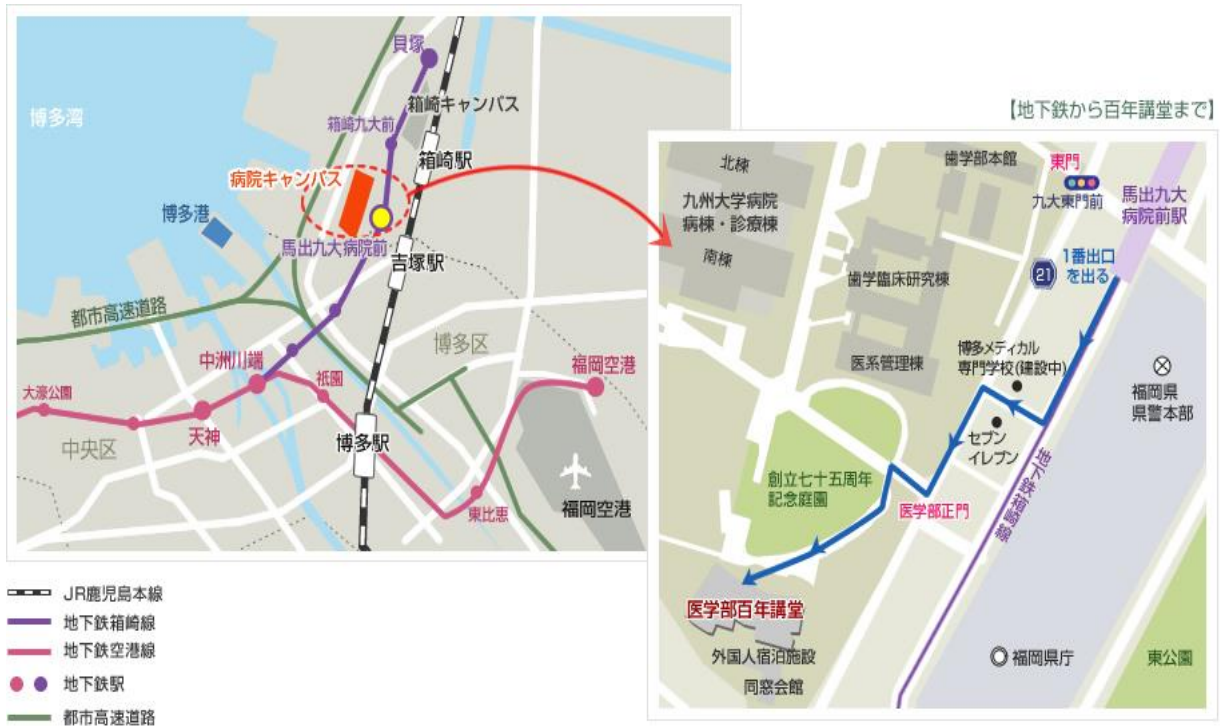 貝塚
箱崎キャンパス
博多湾
箱崎九大前
箱崎駅
病院キャンパス
博多港
馬出九大病院前
吉塚駅
都市高速道路
博多区
中洲川端
祇園
福岡空港
大濠公園
天神
中央区
博多駅
東比恵
福岡空港
JR鹿児島本線
地下鉄箱崎線
地下鉄空港線
地下鉄駅
都市高速道路
【地下鉄から百年講堂まで】
北棟
歯学部本館
東門
九州大学病院
病棟・診療棟
九大東門前
馬出九大
病院前駅
南棟
歯学臨床研究棟
21
1番出口
を出る
医系管理棟
博多メディカル
専門学校(建設中)
福岡県
県警本部
セブン
イレブン
創立七十五周年
記念庭園
医学部正門
地下鉄箱崎線
医学部百年講堂
外国人宿泊施設
同窓会館
福岡県庁
東公園